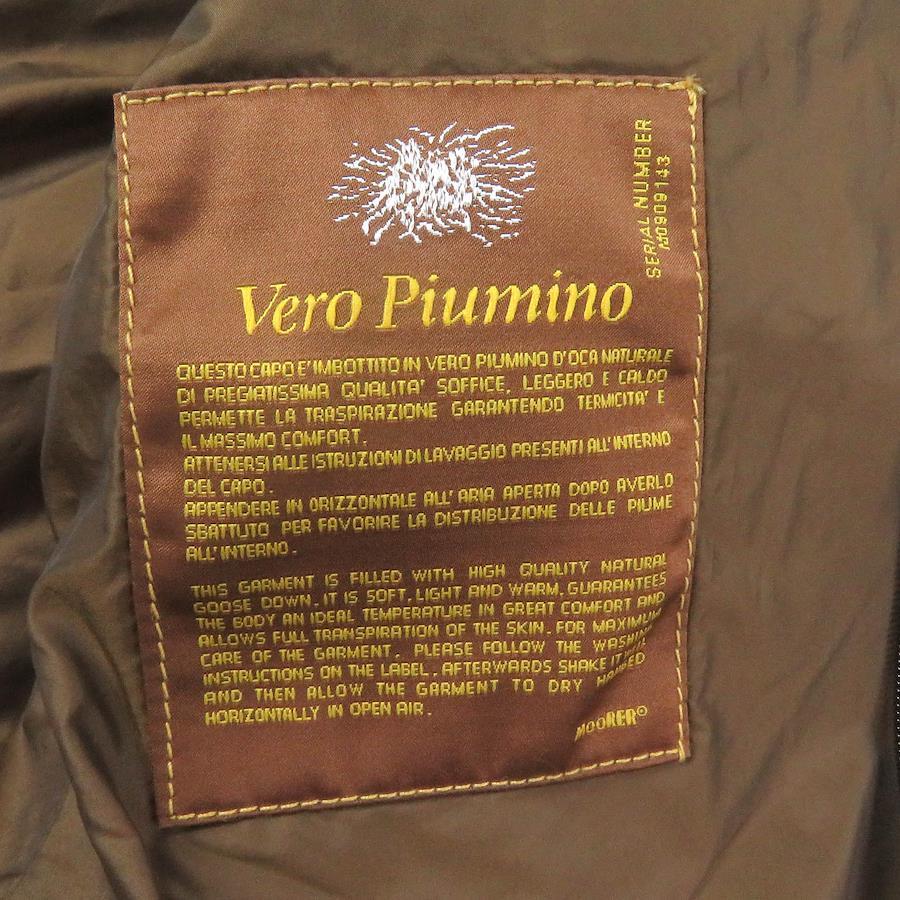 SERIAL NUMBER
M0909143
Vero Piumino
QUESTO CAPO E' IMBOTTITO IN VERO PIUMINO D'OCA NATURALE
DI PREGIATISSIMA QUALITA' SOFFICE, LEGGERO E CALDO
PERMETTE LA TRASPIRAZIONE GARANTENDO TERMICITA' E
IL MASSIMO COMFORT.
ATTENERSI ALLE ISTRUZIONI DI LAVAGGIO PRESENTI ALL'INTERNO
DEL CAPO.
APPENDERE IN ORIZZONTALE ALL'ARIA APERTA DOPO AVERLO
SBATTUTO PER FAVORIRE LA DISTRIBUZIONE DELLE PIUME
ALL'INTERNO.
THIS GARMENT IS FILLED WITH HIGH QUALITY NATURAL
GOOSE DOWN. IT IS SOFT, LIGHT AND WARM. GUARANTEES
THE BODY AN IDEAL TEMPERATURE IN GREAT COMFORT AND
ALLOWS FULL TRANSPIRATION OF THE SKIN. FOR MAXIMUM
CARE OF THE GARMENT, PLEASE FOLLOW THE WASHING
INSTRUCTIONS ON THE LABEL. AFTERWARDS SHAKE IT
AND THEN ALLOW THE GARMENT TO DRY HANGED
HORIZONTALLY IN OPEN AIR.
MOORER©